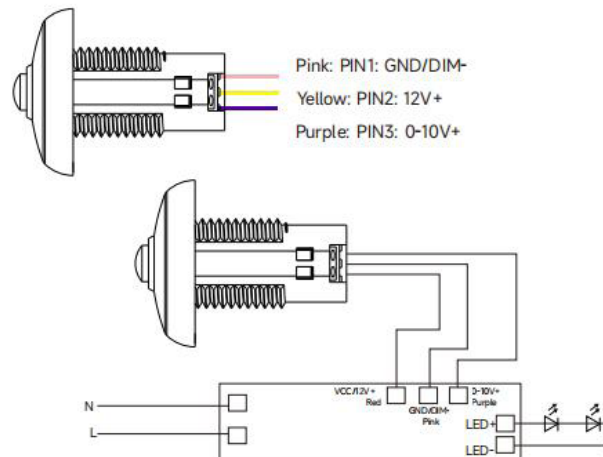 Pink: PIN1: GND/DIM-
Yellow: PIN2: 12V+
Purple: PIN3: 0-10V+
VCC/12V+
Red
GND/DIM-
Pink
0-10V+
Purple
N
L
LED+
LED-